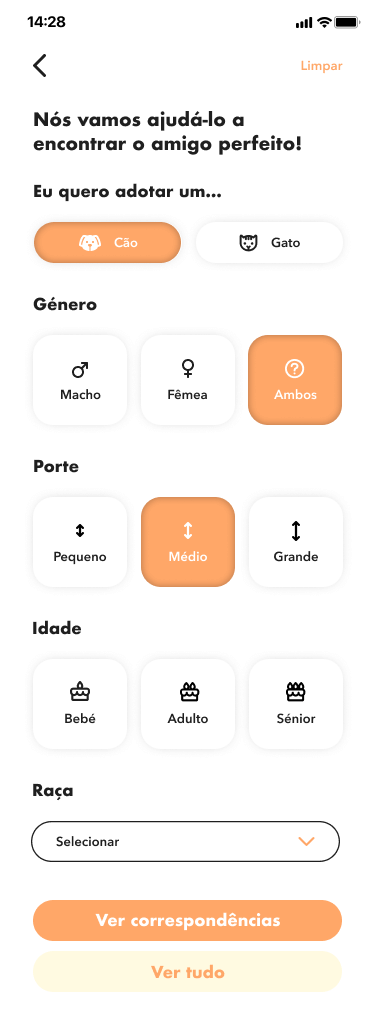 14:28
Limpar
Nós vamos ajudá-lo a
encontrar o amigo perfeito!
Eu quero adotar um...
Cão
Gato
Género
Macho
Fêmea
Ambos
Porte
Pequeno
Médio
Grande
Idade
Bebé
Adulto
Sénior
Raça
Selecionar
Ver correspondências
Ver tudo